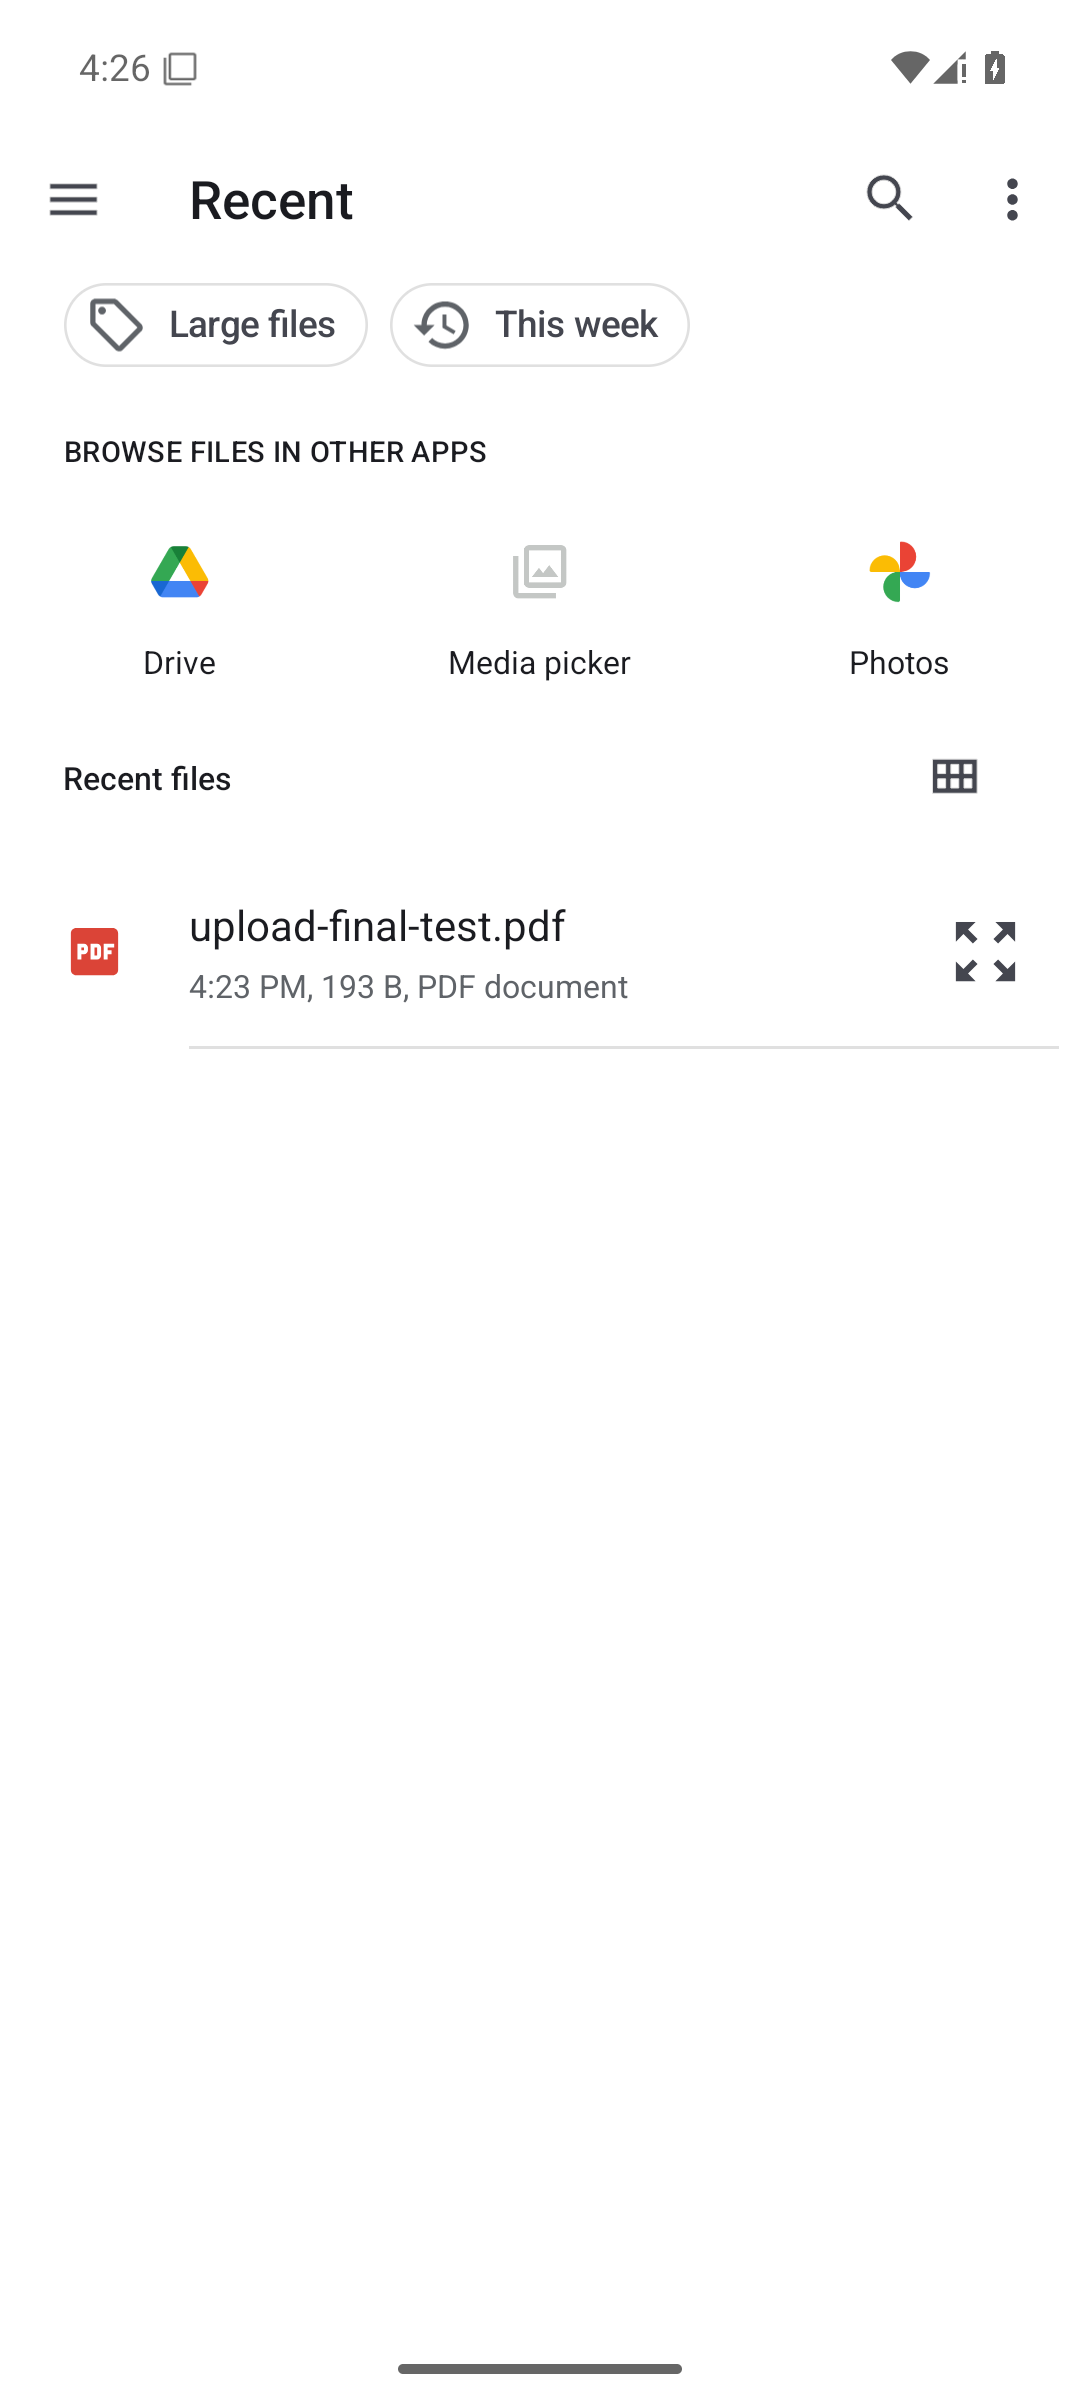 4:26
Recent
Large files
This week
BROWSE FILES IN OTHER APPS
Drive
Media picker
Photos
Recent files
PDF
upload-final-test.pdf
4:23 PM, 193 B, PDF document